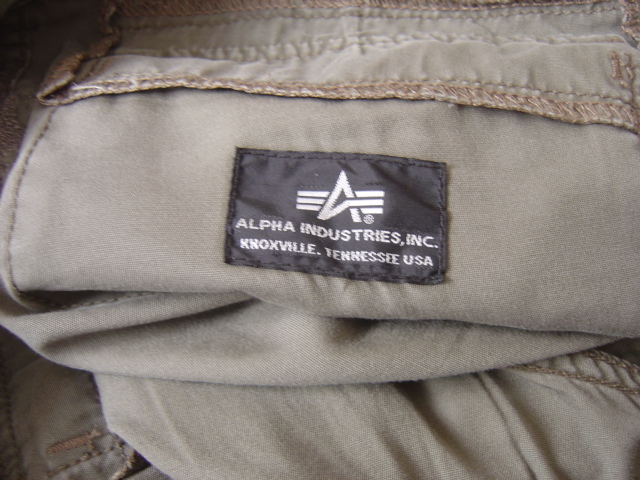 A®
ALPHA INDUSTRIES, INC.
KNOXVILLE, TENNESSEE USA